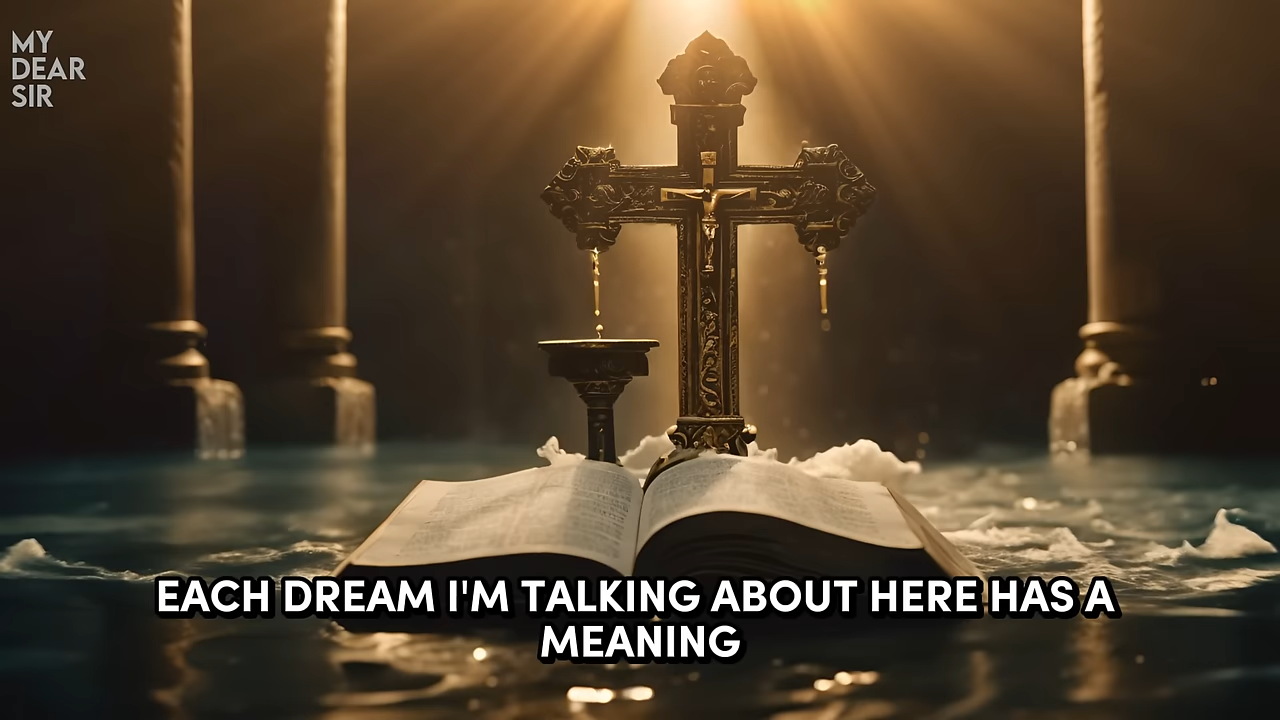 MY
DEAR
SIR
EACH DREAM I'M TALKING ABOUT HERE HAS A
MEANING